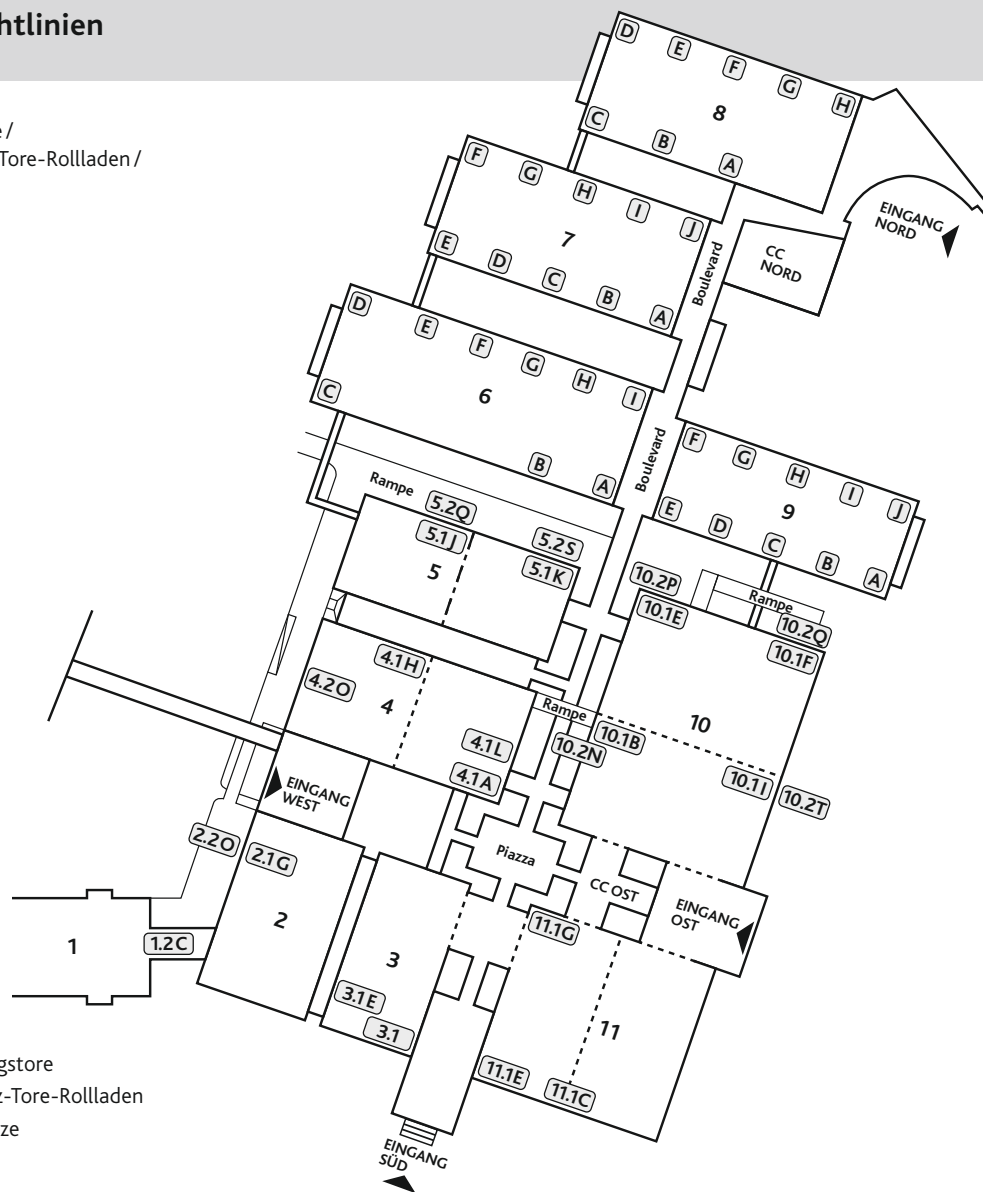 htlinien
e /
Tore-Rollladen /
D
E
F
G
H
8
C
B
A
F
G
H
I
J
7
E
D
C
B
A
EINGANG
NORD
CC
NORD
Boulevard
D
E
F
G
H
I
6
C
B
A
Boulevard
F
G
H
I
J
9
E
D
C
B
A
Rampe
5.2Q
5.1J
5.2S
5.1K
5
10.2P
10.1E
Rampe
10.2Q
10.1F
4.1H
4.2O
4
4.1L
4.1A
Rampe
10.2N
10.1B
10
10.1I
10.2T
EINGANG
WEST
2.2O
2.1G
2
Piazza
CC OST
EINGANG
OST
1
1.2C
3
3.1E
3.1
11.1G
11
11.1E
11.1C
gstore
z-Tore-Rollladen
ze
EINGANG
SÜD